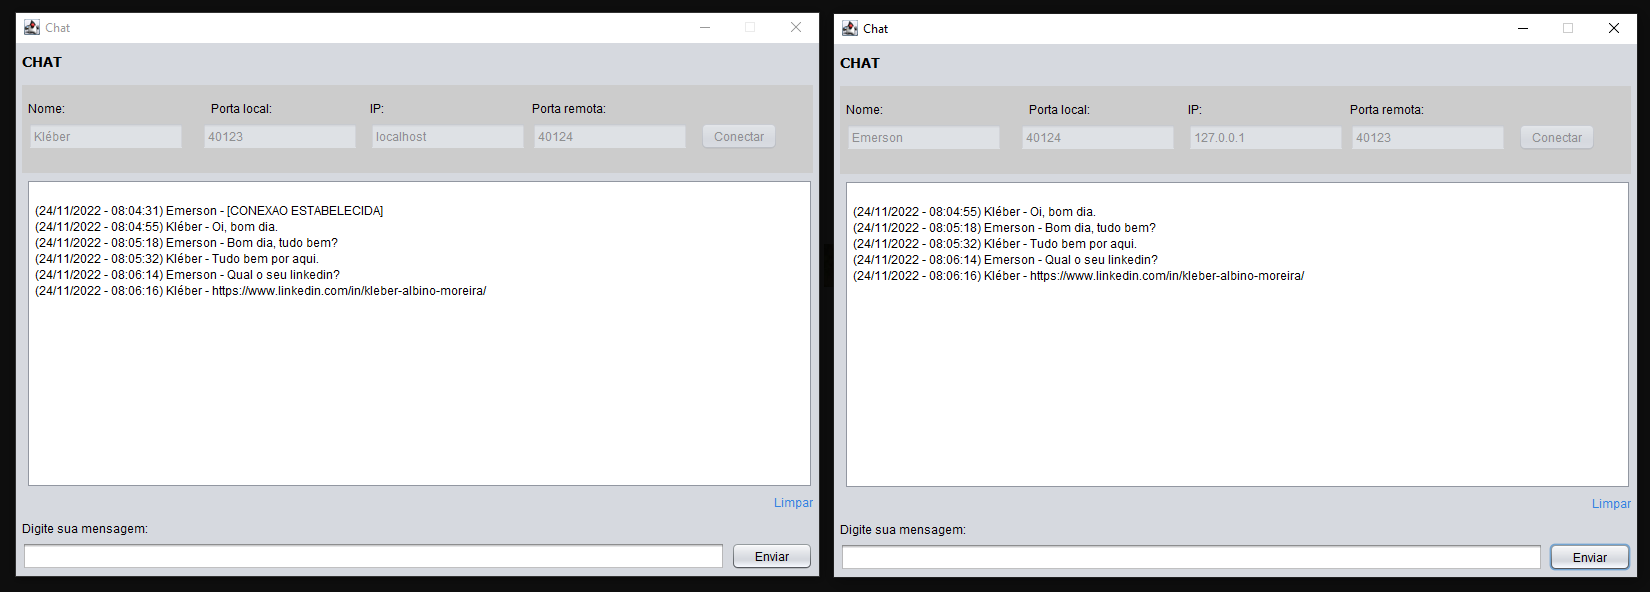 Chat
CHAT
Nome: Porta local: IP: Porta remota:
Kléber 40123 localhost 40124 Conectar
(24/11/2022 - 08:04:31) Emerson - [CONEXAO ESTABELECIDA]
(24/11/2022 - 08:04:55) Kléber - Oi, bom dia.
(24/11/2022 - 08:05:18) Emerson - Bom dia, tudo bem?
(24/11/2022 - 08:05:32) Kléber - Tudo bem por aqui.
(24/11/2022 - 08:06:14) Emerson - Qual o seu linkedin?
(24/11/2022 - 08:06:16) Kléber - https://www.linkedin.com/in/kleber-albino-moreira/
Limpar
Digite sua mensagem:
Enviar
Chat
CHAT
Nome: Porta local: IP: Porta remota:
Emerson 40124 127.0.0.1 40123 Conectar
(24/11/2022 - 08:04:55) Kléber - Oi, bom dia.
(24/11/2022 - 08:05:18) Emerson - Bom dia, tudo bem?
(24/11/2022 - 08:05:32) Kléber - Tudo bem por aqui.
(24/11/2022 - 08:06:14) Emerson - Qual o seu linkedin?
(24/11/2022 - 08:06:16) Kléber - https://www.linkedin.com/in/kleber-albino-moreira/
Limpar
Digite sua mensagem:
Enviar